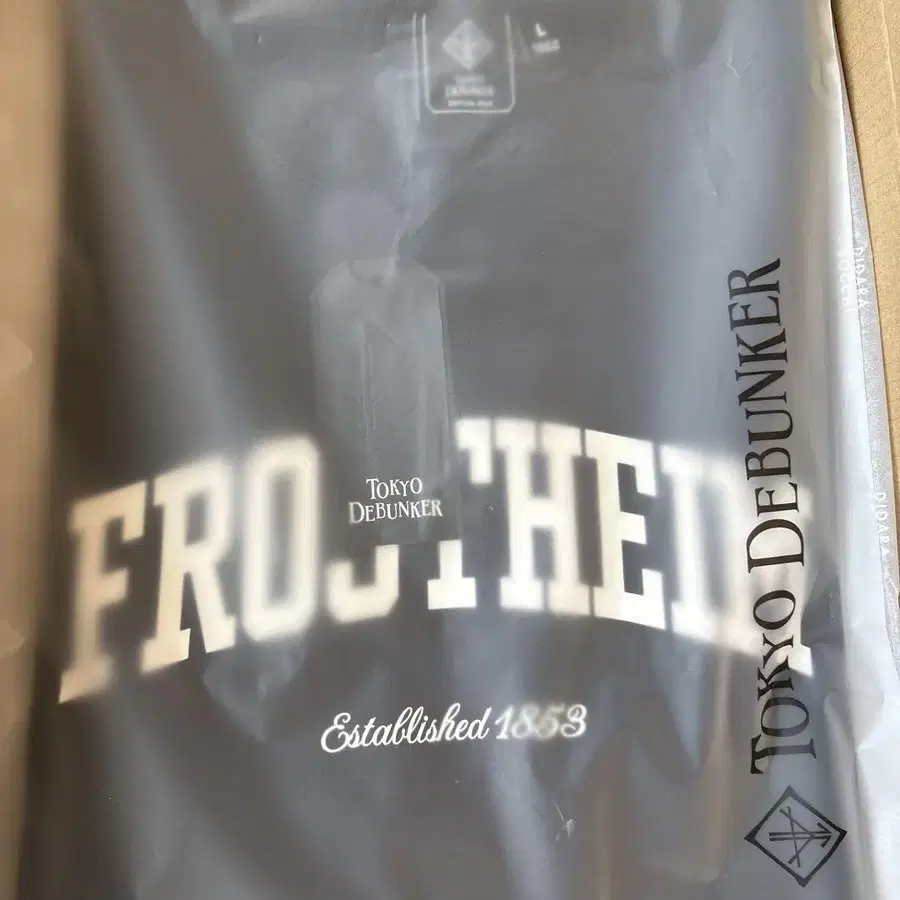 L
TOKYO
DEBUNKER
FROSTHEIM
TOKYO
DEBUNKER
Established 1853
TOKYO DEBUNKER